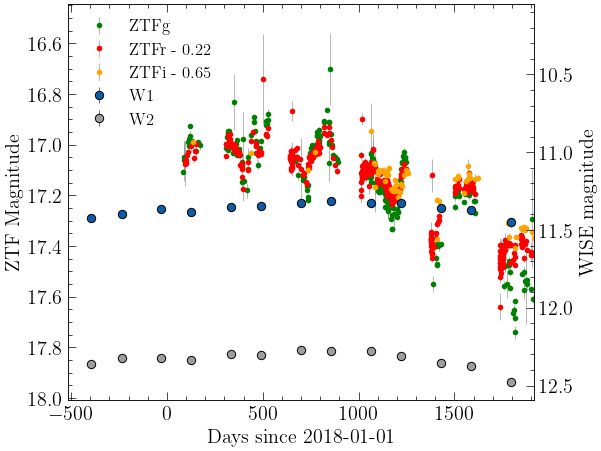 ZTFg
ZTFr - 0.22
ZTFi - 0.65
W1
W2
ZTF Magnitude
16.6
16.8
17.0
17.2
17.4
17.6
17.8
18.0
WISE magnitude
10.5
11.0
11.5
12.0
12.5
−500 0 500 1000 1500
Days since 2018-01-01